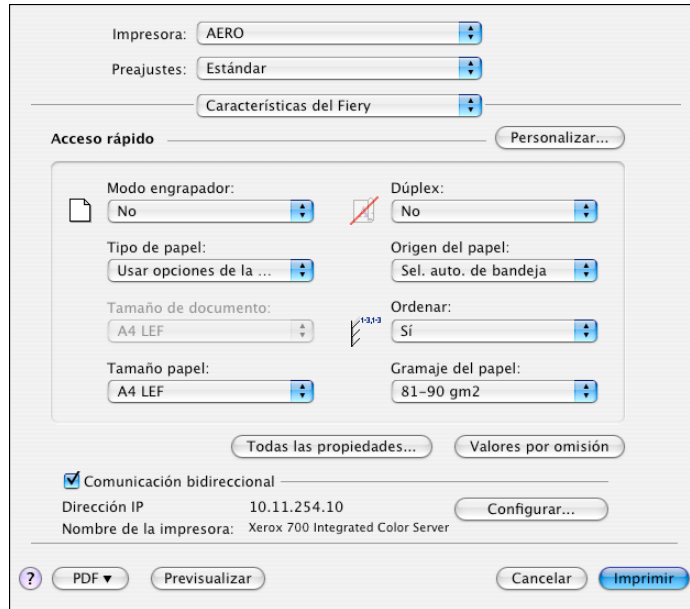 Impresora: AERO
Preajustes: Estándar
Características del Fiery
Acceso rápido Personalizar...
Modo engrapador: Dúplex:
No No
Tipo de papel: Origen del papel:
Usar opciones de la ... Sel. auto. de bandeja
Tamaño de documento: Ordenar:
A4 LEF 1-3,1-3 Sí
Tamaño papel: Gramaje del papel:
A4 LEF 81-90 gm2
Todas las propiedades... Valores por omisión
Comunicación bidireccional
Dirección IP 10.11.254.10 Configurar...
Nombre de la impresora: Xerox 700 Integrated Color Server
? PDF▼ Previsualizar Cancelar Imprimir